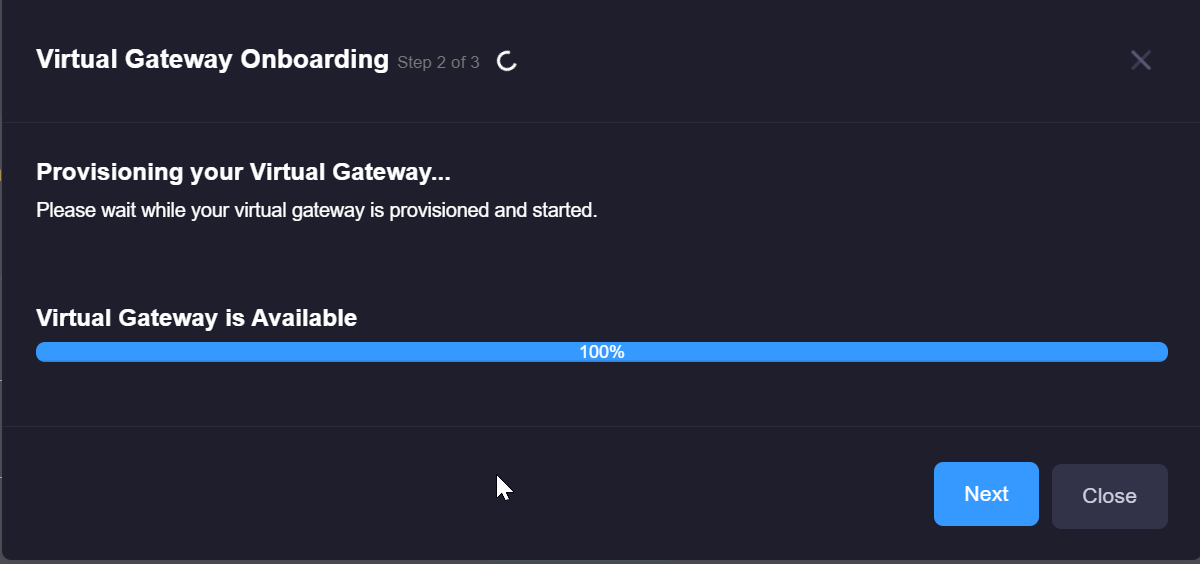 Virtual Gateway Onboarding Step 2 of 3
Provisioning your Virtual Gateway...
Please wait while your virtual gateway is provisioned and started.
Virtual Gateway is Available
100%
Next Close